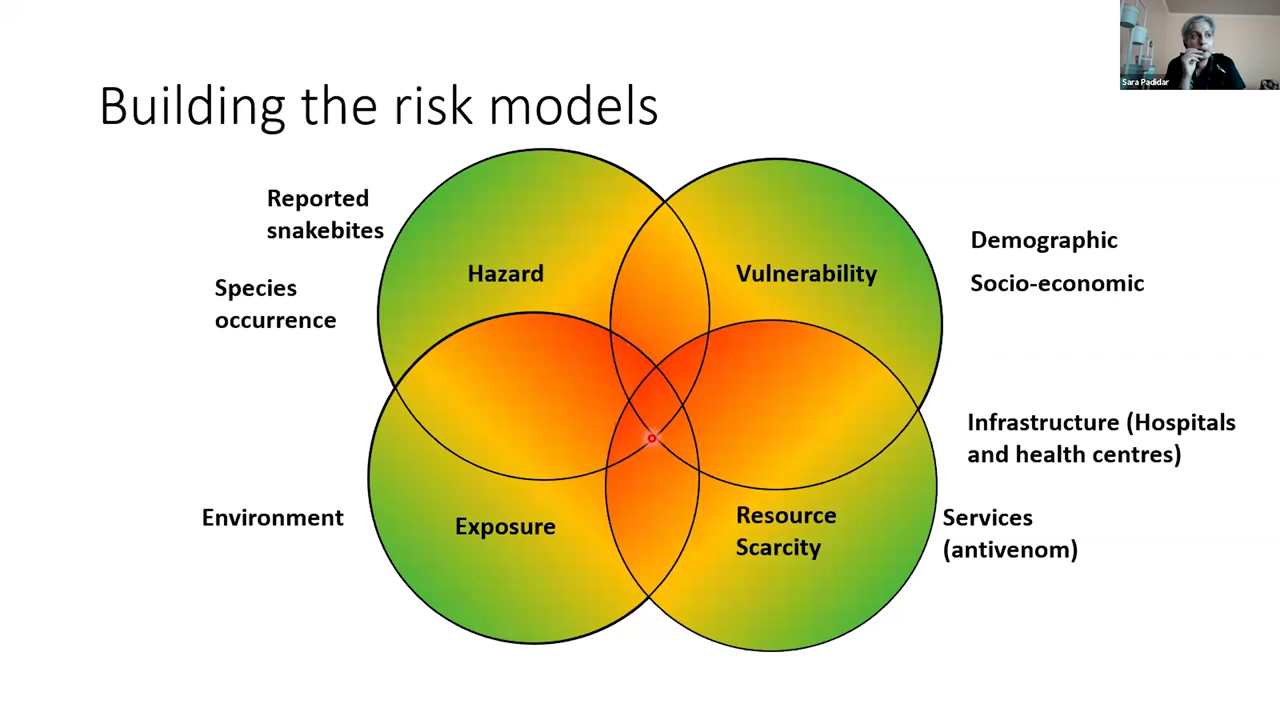 Sara Padidar
Building the risk models
Reported
snakebites
Species
occurrence
Hazard
Vulnerability
Demographic
Socio-economic
Environment
Exposure
Resource
Scarcity
Infrastructure (Hospitals
and health centres)
Services
(antivenom)